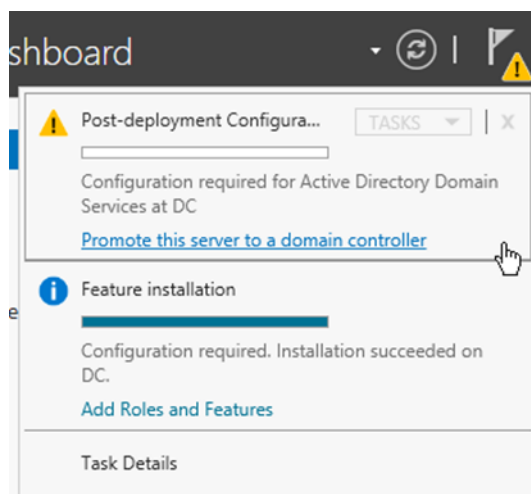 shboard
Post-deployment Configura...
TASKS
Configuration required for Active Directory Domain
Services at DC
Promote this server to a domain controller
Feature installation
e
Configuration required. Installation succeeded on
DC.
Add Roles and Features
Task Details